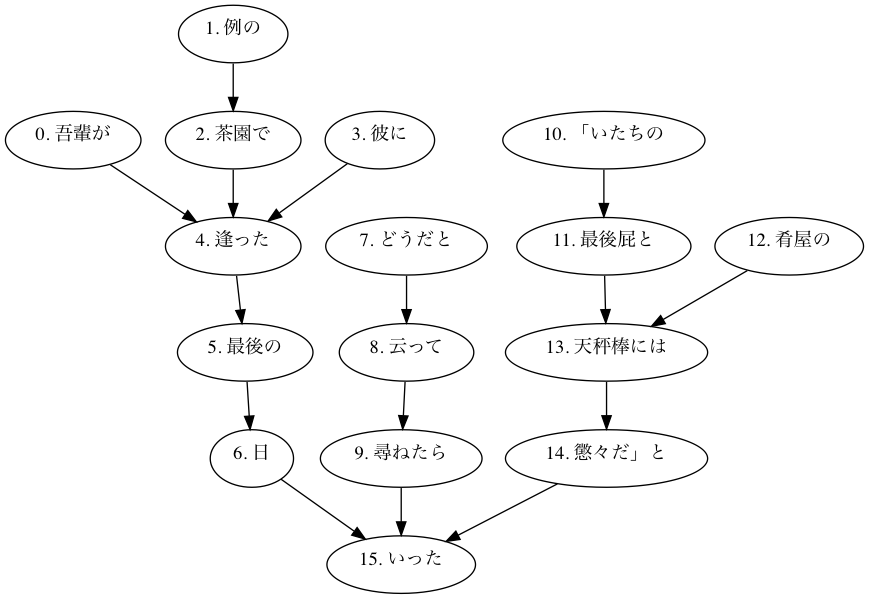 1. 例の
0. 吾輩が
2. 茶園で
3. 彼に
10. 「いたちの
4. 逢った
7. どうだと
11. 最後屁と
12. 肴屋の
5. 最後の
8. 云って
13. 天秤棒には
6. 日
9. 尋ねたら
14. 懲々だ」と
15. いった